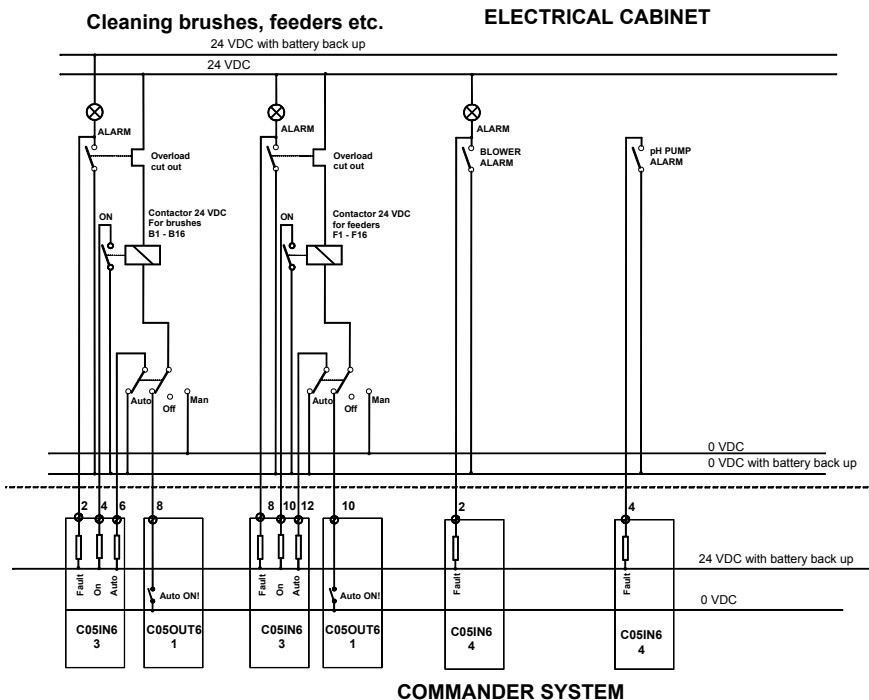 Cleaning brushes, feeders etc.
ELECTRICAL CABINET
24 VDC with battery back up
24 VDC
ALARM
Overload
cut out
ALARM
Overload
cut out
ALARM
BLOWER
ALARM
pH PUMP
ALARM
ON
Contactor 24 VDC
For brushes
B1 - B16
ON
Contactor 24 VDC
for feeders
F1 - F16
Auto
Off
Man
Auto
Off
Man
0 VDC
0 VDC with battery back up
2
4
6
8
8
10
12
10
2
4
24 VDC with battery back up
Fault
On
Auto
Auto ON!
Fault
On
Auto
Auto ON!
Fault
Fault
0 VDC
C05IN6
3
C05OUT6
1
C05IN6
3
C05OUT6
1
C05IN6
4
C05IN6
4
COMMANDER SYSTEM